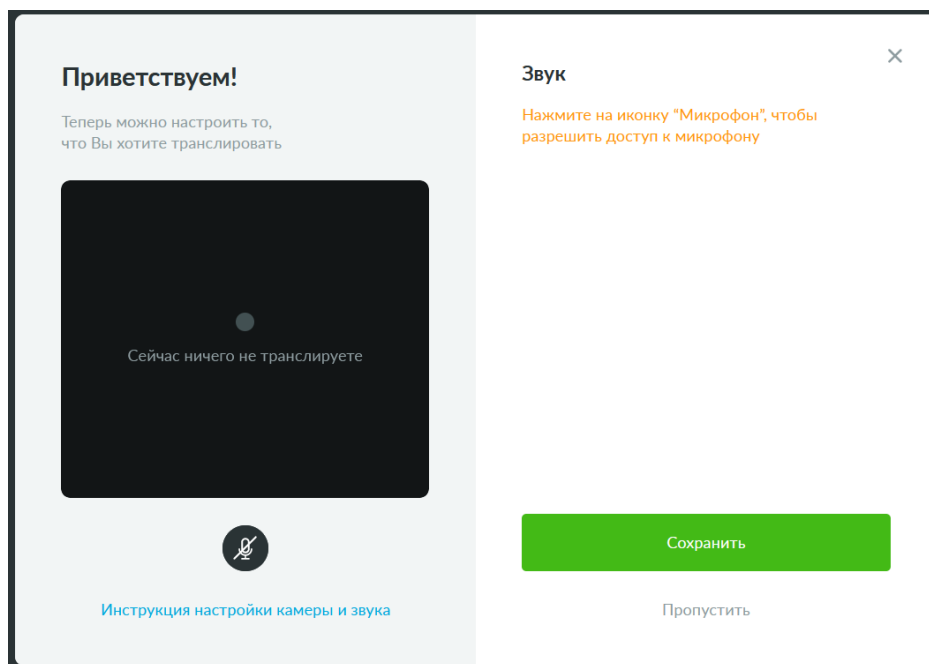 Приветствуем!
Теперь можно настроить то,
что Вы хотите транслировать
Сейчас ничего не транслируете
Инструкция настройки камеры и звука
Звук
Нажмите на иконку “Микрофон”, чтобы
разрешить доступ к микрофону
Сохранить
Пропустить